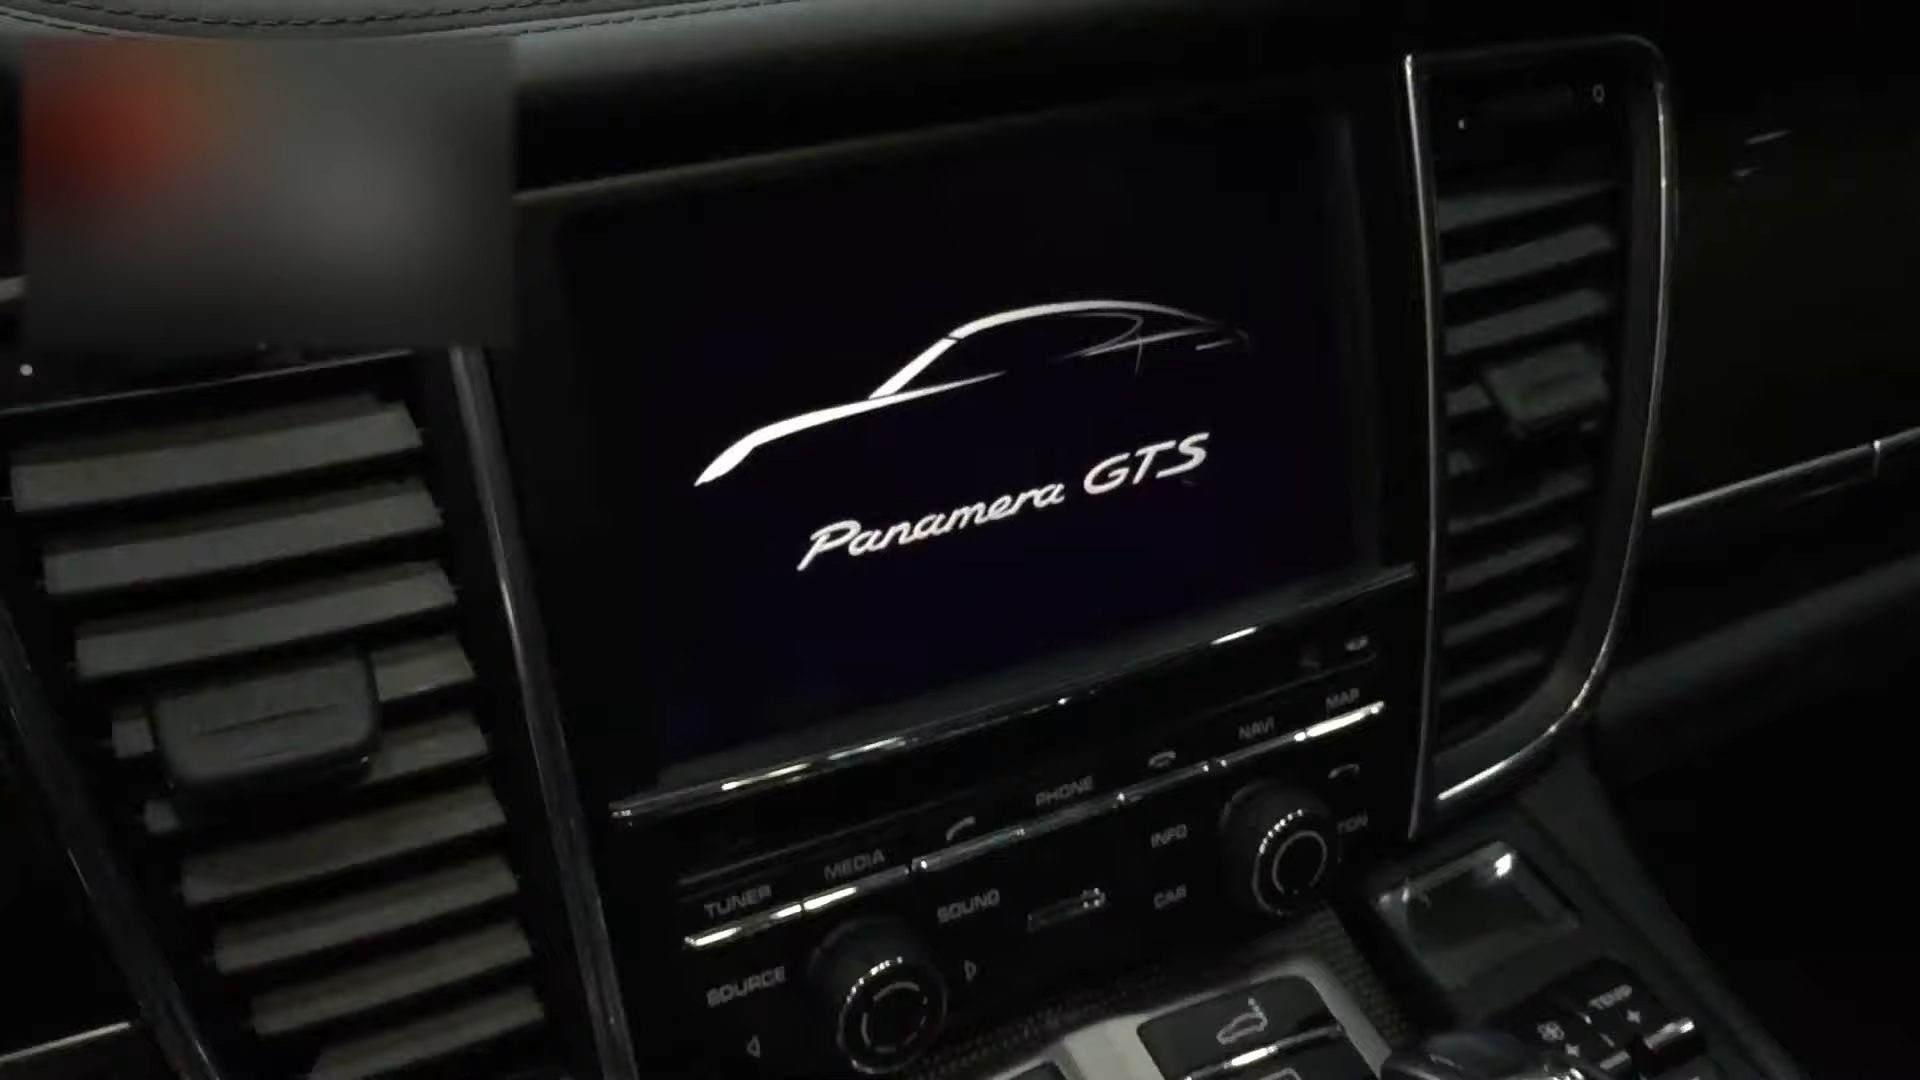 Panamera GTS
NAVI
MAP
PHONE
TUNER
MEDIA
INFO
SOUND
CAR
SOURCE
TEMP